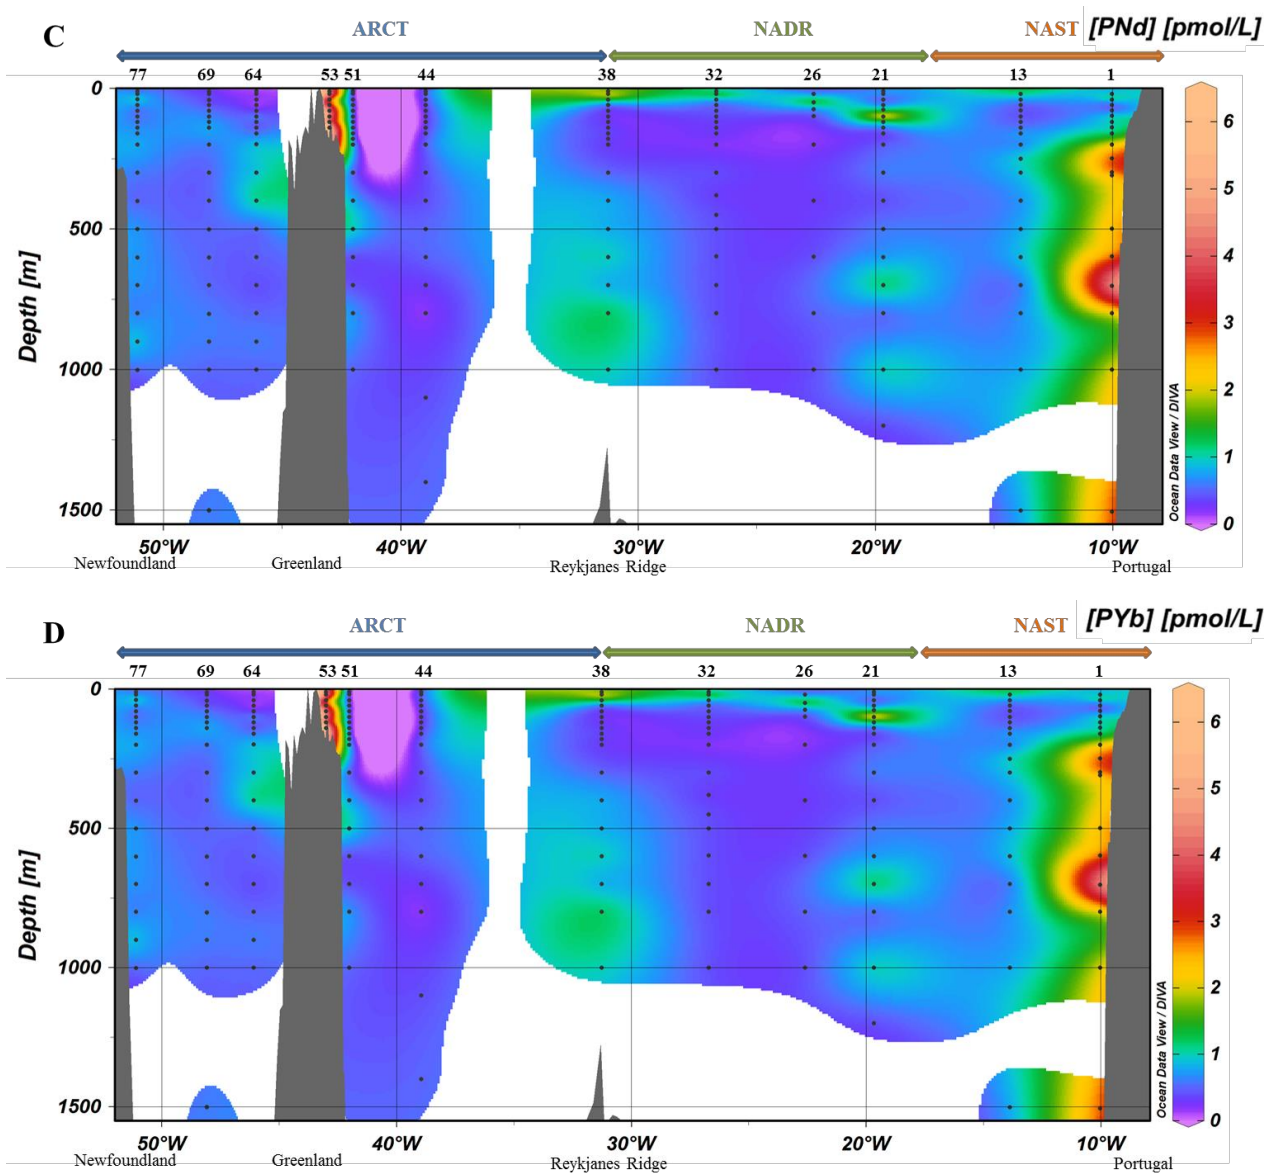 C
ARCT NADR NAST [PNd] [pmol/L]
77 69 64 53 51 44 38 32 26 21 13 1
0
500
1000
1500
Depth [m]
6
5
4
3
2
1
0
Ocean Data View / DIVA
50°W 40°W 30°W 20°W 10°W
Newfoundland Greenland Reykjanes Ridge Portugal
D
ARCT NADR NAST [PYb] [pmol/L]
77 69 64 53 51 44 38 32 26 21 13 1
0
500
1000
1500
Depth [m]
6
5
4
3
2
1
0
Ocean Data View / DIVA
50°W 40°W 30°W 20°W 10°W
Newfoundland Greenland Reykjanes Ridge Portugal